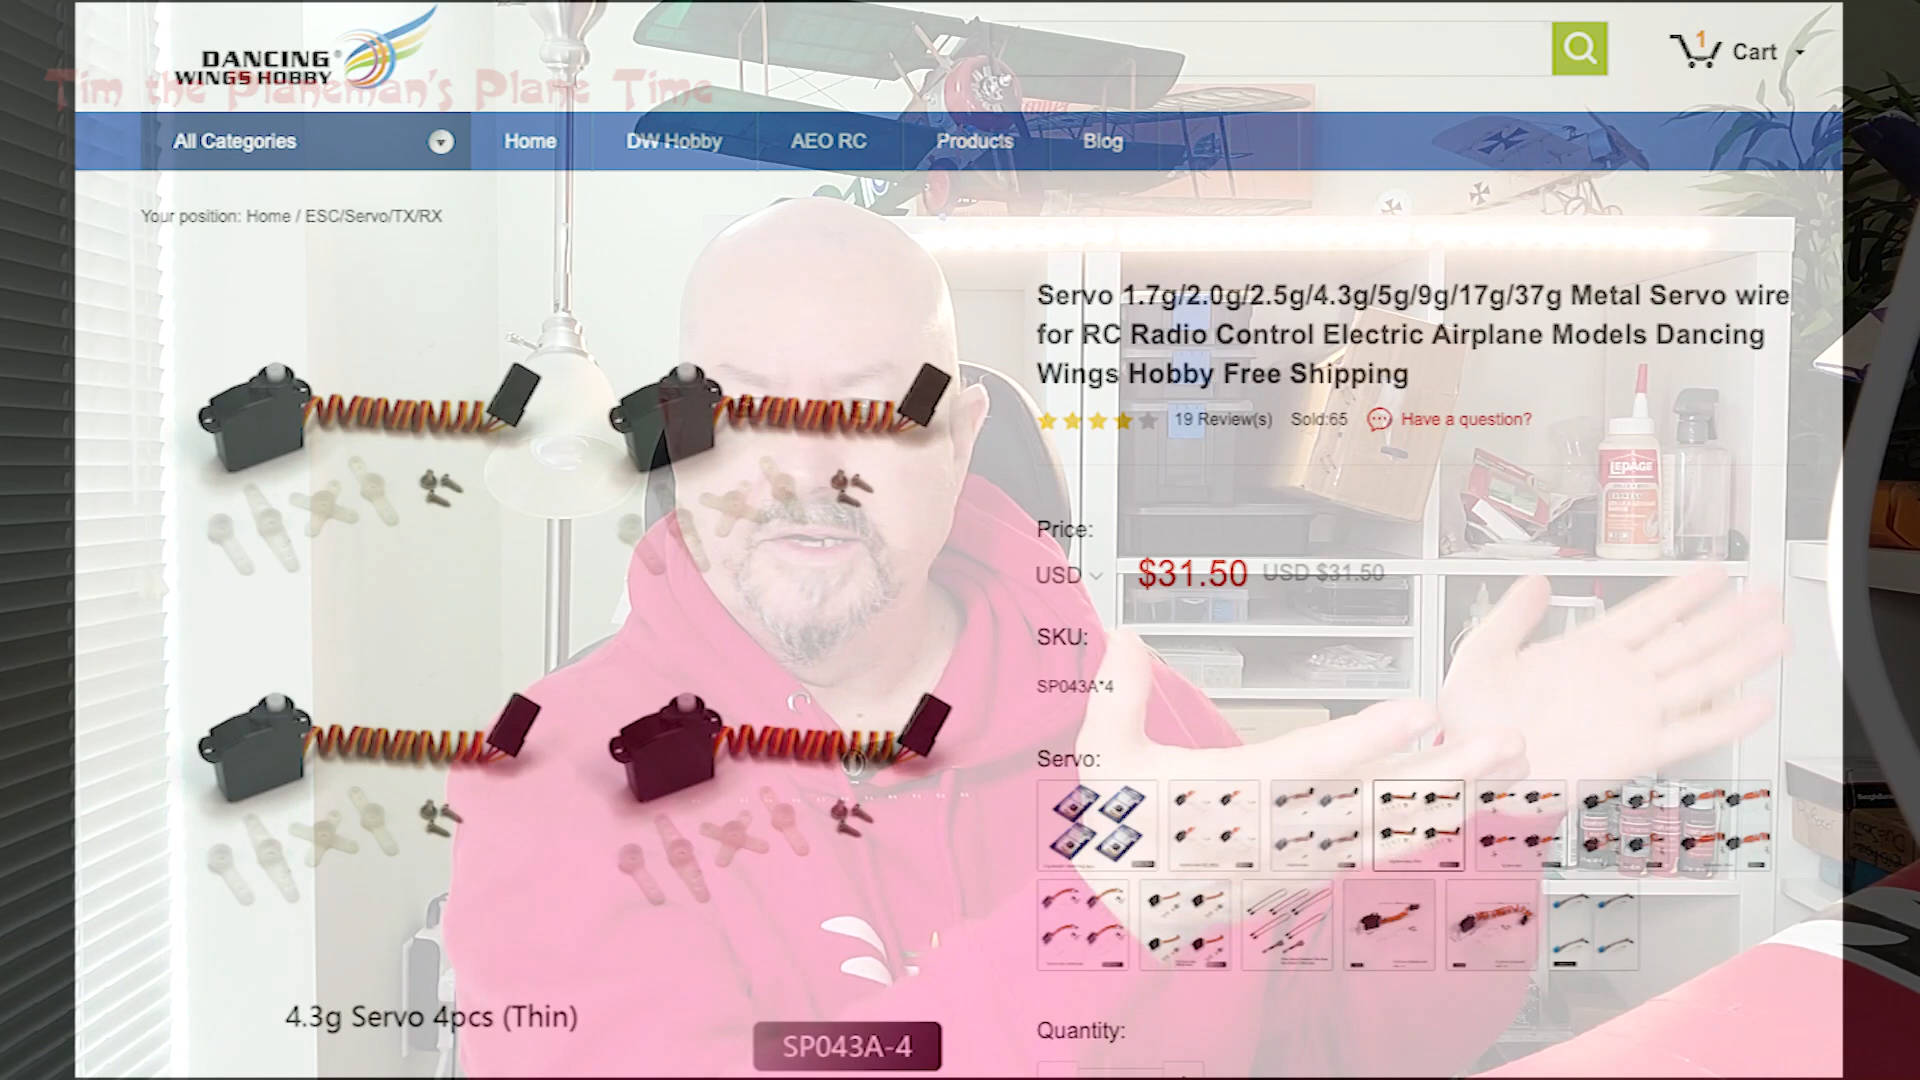 DANCING
WINGS HOBBY
®
Tim the Planeman's Plane Time
1
Cart
All Categories
Home
DW Hobby
AEO RC
Products
Blog
Your position: Home / ESC/Servo/TX/RX
Servo 1.7g/2.0g/2.5g/4.3g/5g/9g/17g/37g Metal Servo wire
for RC Radio Control Electric Airplane Models Dancing
Wings Hobby Free Shipping
19 Review(s)
Sold:65
Have a question?
LEPAGE
Price:
USD
$31.50
USD $31.50
SKU:
SP043A*4
Servo:
4.3g Servo 4pcs (Thin)
SP043A-4
Quantity: